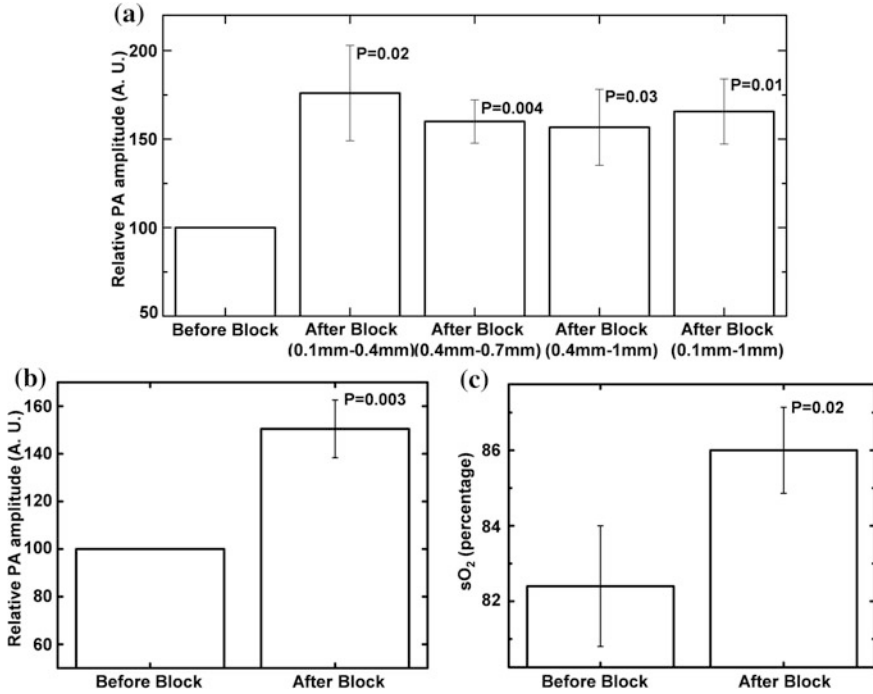 (a)
Relative PA amplitude (A. U.)
200
150
100
50
P=0.02
P=0.004
P=0.03
P=0.01
Before Block
After Block
(0.1mm-0.4mm)
After Block
(0.4mm-0.7mm)
After Block
(0.4mm-1mm)
After Block
(0.1mm-1mm)
(b)
Relative PA amplitude (A. U.)
160
140
120
100
80
60
P=0.003
Before Block
After Block
(c)
sO₂ (percentage)
86
84
82
P=0.02
Before Block
After Block